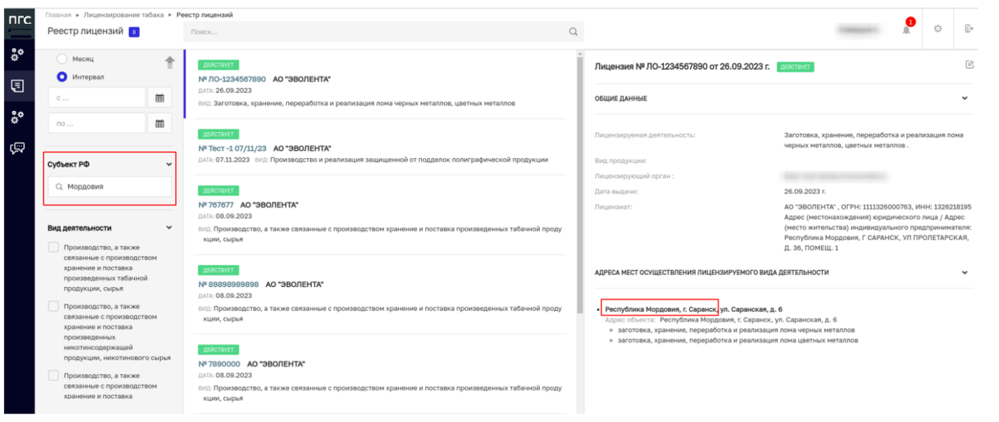 ПГС
Главная ▸ Лицензирование табака ▸ Реестр лицензий
Реестр лицензий 8
Поиск...
1
Месяц
Интервал
с ...
по ...
Субъект РФ
Мордовия
Вид деятельности
Производство, а также
связанные с производством
хранение и поставка
произведенных табачной
продукции, сырья
Производство, а также
связанные с производством
хранение и поставка
произведенных
никотинсодержащей
продукции, никотинового сырья
Производство, а также
связанные с производством
хранение и поставка
ДЕЙСТВУЕТ
№ ЛО-1234567890 АО "ЭВОЛЕНТА"
ДАТА: 26.09.2023
ВИД: Заготовка, хранение, переработка и реализация лома черных металлов, цветных металлов
ДЕЙСТВУЕТ
№ Тест -1 07/11/23 АО "ЭВОЛЕНТА"
ДАТА: 07.11.2023 ВИД: Производство и реализация защищенной от подделок полиграфической продукции
ДЕЙСТВУЕТ
№ 767677 АО "ЭВОЛЕНТА"
ДАТА: 08.09.2023
ВИД: Производство, а также связанные с производством хранение и поставка произведенных табачной проду
кции, сырья
ДЕЙСТВУЕТ
№ 89898989898 АО "ЭВОЛЕНТА"
ДАТА: 08.09.2023
ВИД: Производство, а также связанные с производством хранение и поставка произведенных табачной проду
кции, сырья
ДЕЙСТВУЕТ
№ 7890000 АО "ЭВОЛЕНТА"
ДАТА: 08.09.2023
ВИД: Производство, а также связанные с производством хранение и поставка произведенных табачной проду
кции, сырья
Лицензия № ЛО-1234567890 от 26.09.2023 г. ДЕЙСТВУЕТ
ОБЩИЕ ДАННЫЕ
Лицензируемая деятельность: Заготовка, хранение, переработка и реализация лома
черных металлов, цветных металлов .
Вид продукции:
Лицензирующий орган :
Дата выдачи: 26.09.2023 г.
Лицензиат: АО "ЭВОЛЕНТА" , ОГРН: 1111326000763, ИНН: 1326218195
Адрес (местонахождения) юридического лица / Адрес
(место жительства) индивидуального предпринимателя:
Республика Мордовия, Г САРАНСК, УЛ ПРОЛЕТАРСКАЯ,
Д. 36, ПОМЕЩ. 1
АДРЕСА МЕСТ ОСУЩЕСТВЛЕНИЯ ЛИЦЕНЗИРУЕМОГО ВИДА ДЕЯТЕЛЬНОСТИ
• Республика Мордовия, г. Саранск, ул. Саранская, д. 6
Адрес объекта: Республика Мордовия, г. Саранск, ул. Саранская, д. 6
заготовка, хранение, переработка и реализация лома черных металлов
заготовка, хранение, переработка и реализация лома цветных металлов